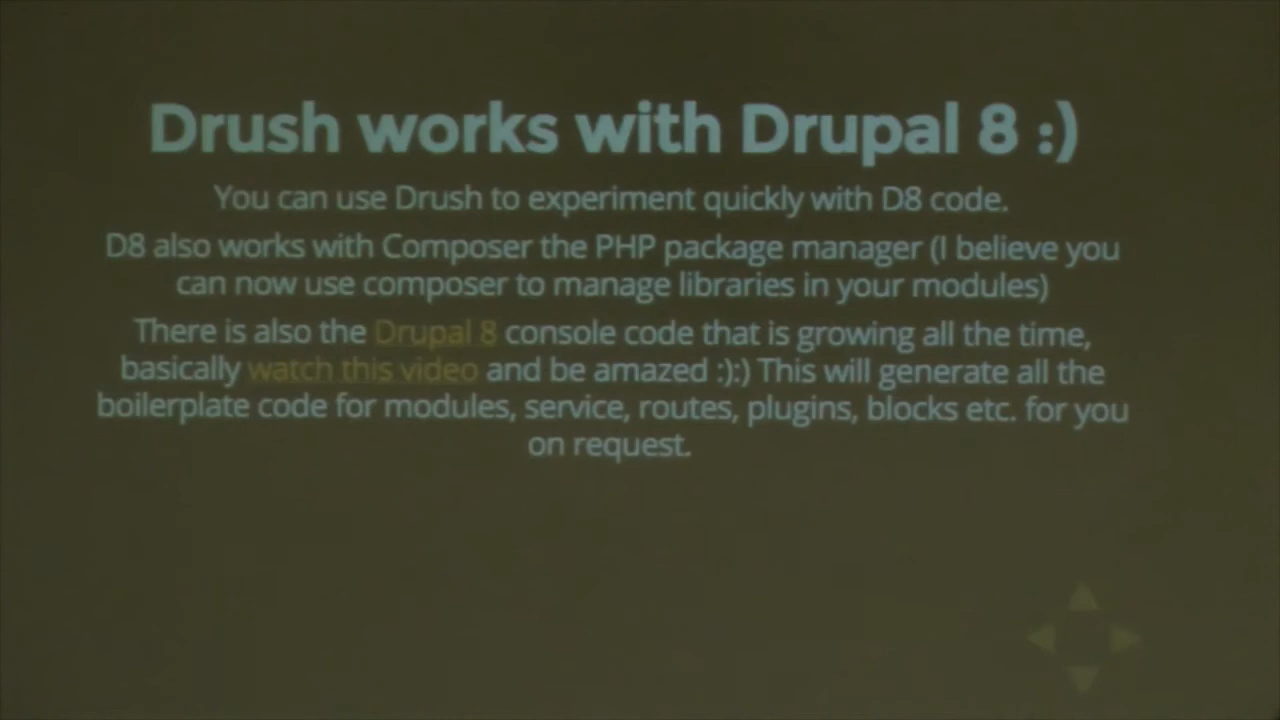 Drush works with Drupal 8 :)
You can use Drush to experiment quickly with D8 code.
D8 also works with Composer the PHP package manager (I believe you
can now use composer to manage libraries in your modules)
There is also the Drupal 8 console code that is growing all the time,
basically watch this video and be amazed :):) This will generate all the
boilerplate code for modules, service, routes, plugins, blocks etc. for you
on request.